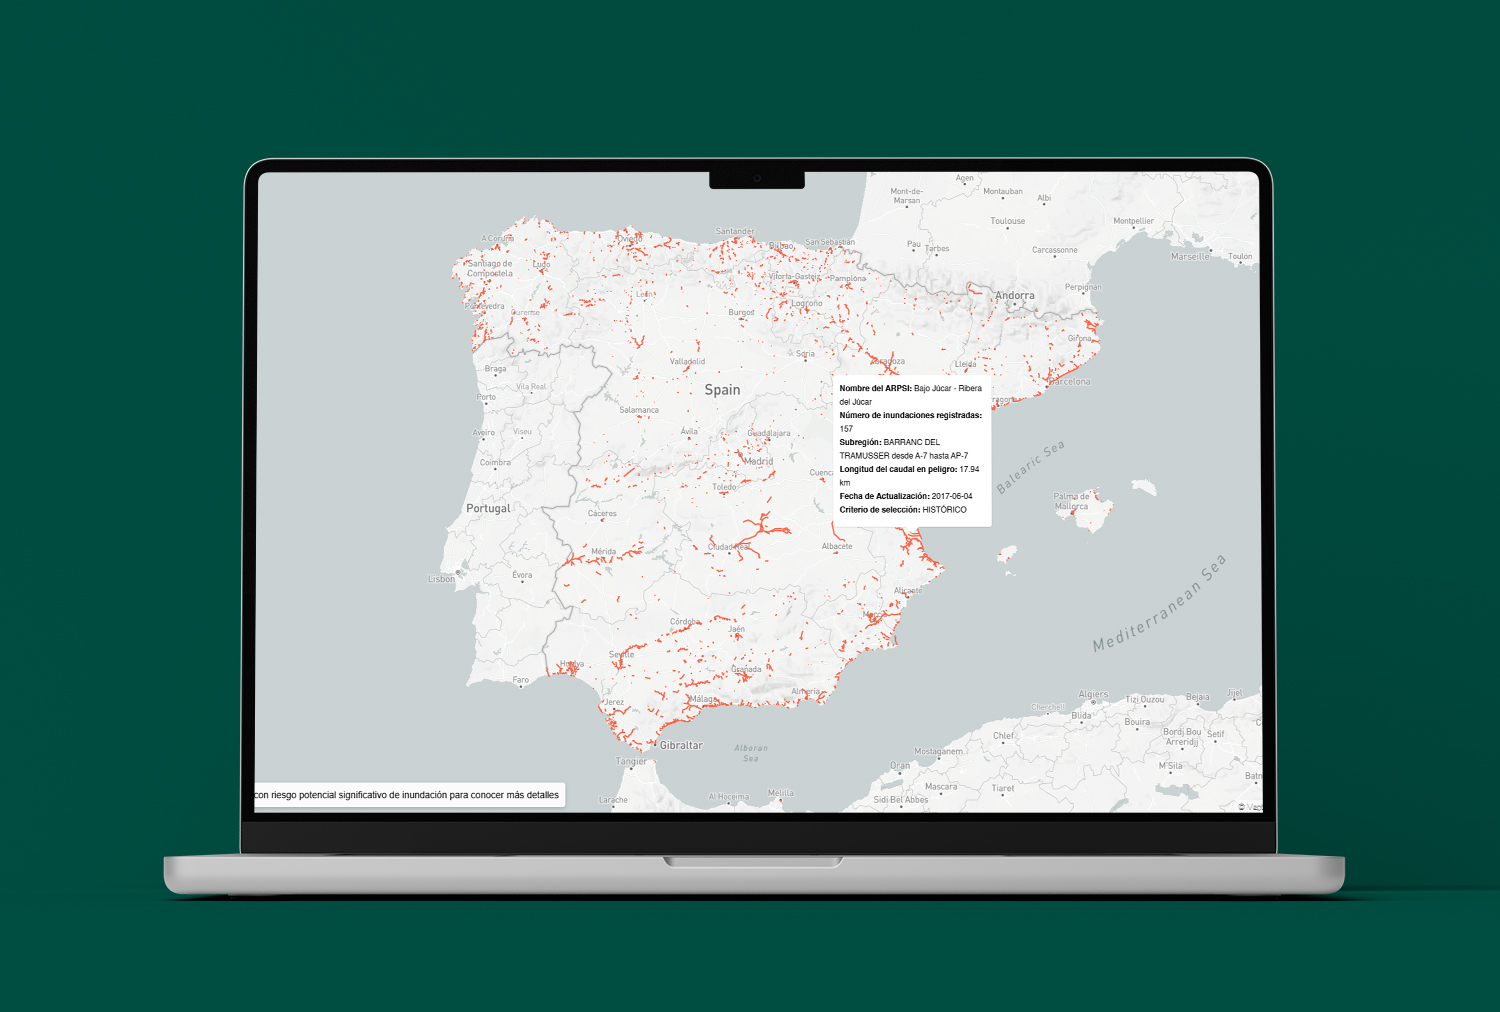 Agen
Mont-de-
Marsan
Montauban
Albi
Toulouse
Montpellier
Pau
Tarbes
Carcassonne
Marseille
Toulon
Perpignan
Andorra
A Coruña
Santiago de
Compostela
Lugo
Oviedo
Santander
Bilbao
San Sebastián
Vitoria-Gasteiz
Pamplona
León
Logroño
Pontevedra
Ourense
Burgos
Girona
Soria
Zaragoza
Lleida
Valladolid
Barcelona
Braga
Vila Real
Spain
Porto
Salamanca
Aveiro
Viseu
Ávila
Guadalajara
Madrid
Coimbra
Cuenca
Toledo
Nombre del ARPSI: Bajo Júcar - Ribera
del Júcar
Número de inundaciones registradas:
157
Subregión: BARRANC DEL
TRAMUSSER desde A-7 hasta AP-7
Longitud del caudal en peligro: 17.94
km
Fecha de Actualización: 2017-06-04
Criterio de selección: HISTÓRICO
Balearic Sea
Palma de
Mallorca
Portugal
Cáceres
Ciudad Real
Albacete
Mérida
Lisbon
Évora
Alicante
Murcia
Córdoba
Jaén
Mediterranean Sea
Seville
Huelva
Granada
Faro
Almería
Málaga
Jerez
Gibraltar
Alboran
Sea
Tangier
Larache
Al Hoceima
Melilla
Algiers
Tizi Ouzou
Bejaia
Jijel
Cherchell
Blida
Bouira
Chlef
Bordj Bou
Arreridj
Setif
Mostaganem
Oran
M'Sila
Batn
Mascara
Tiaret
Sidi Bel Abbes
con riesgo potencial significativo de inundación para conocer más detalles